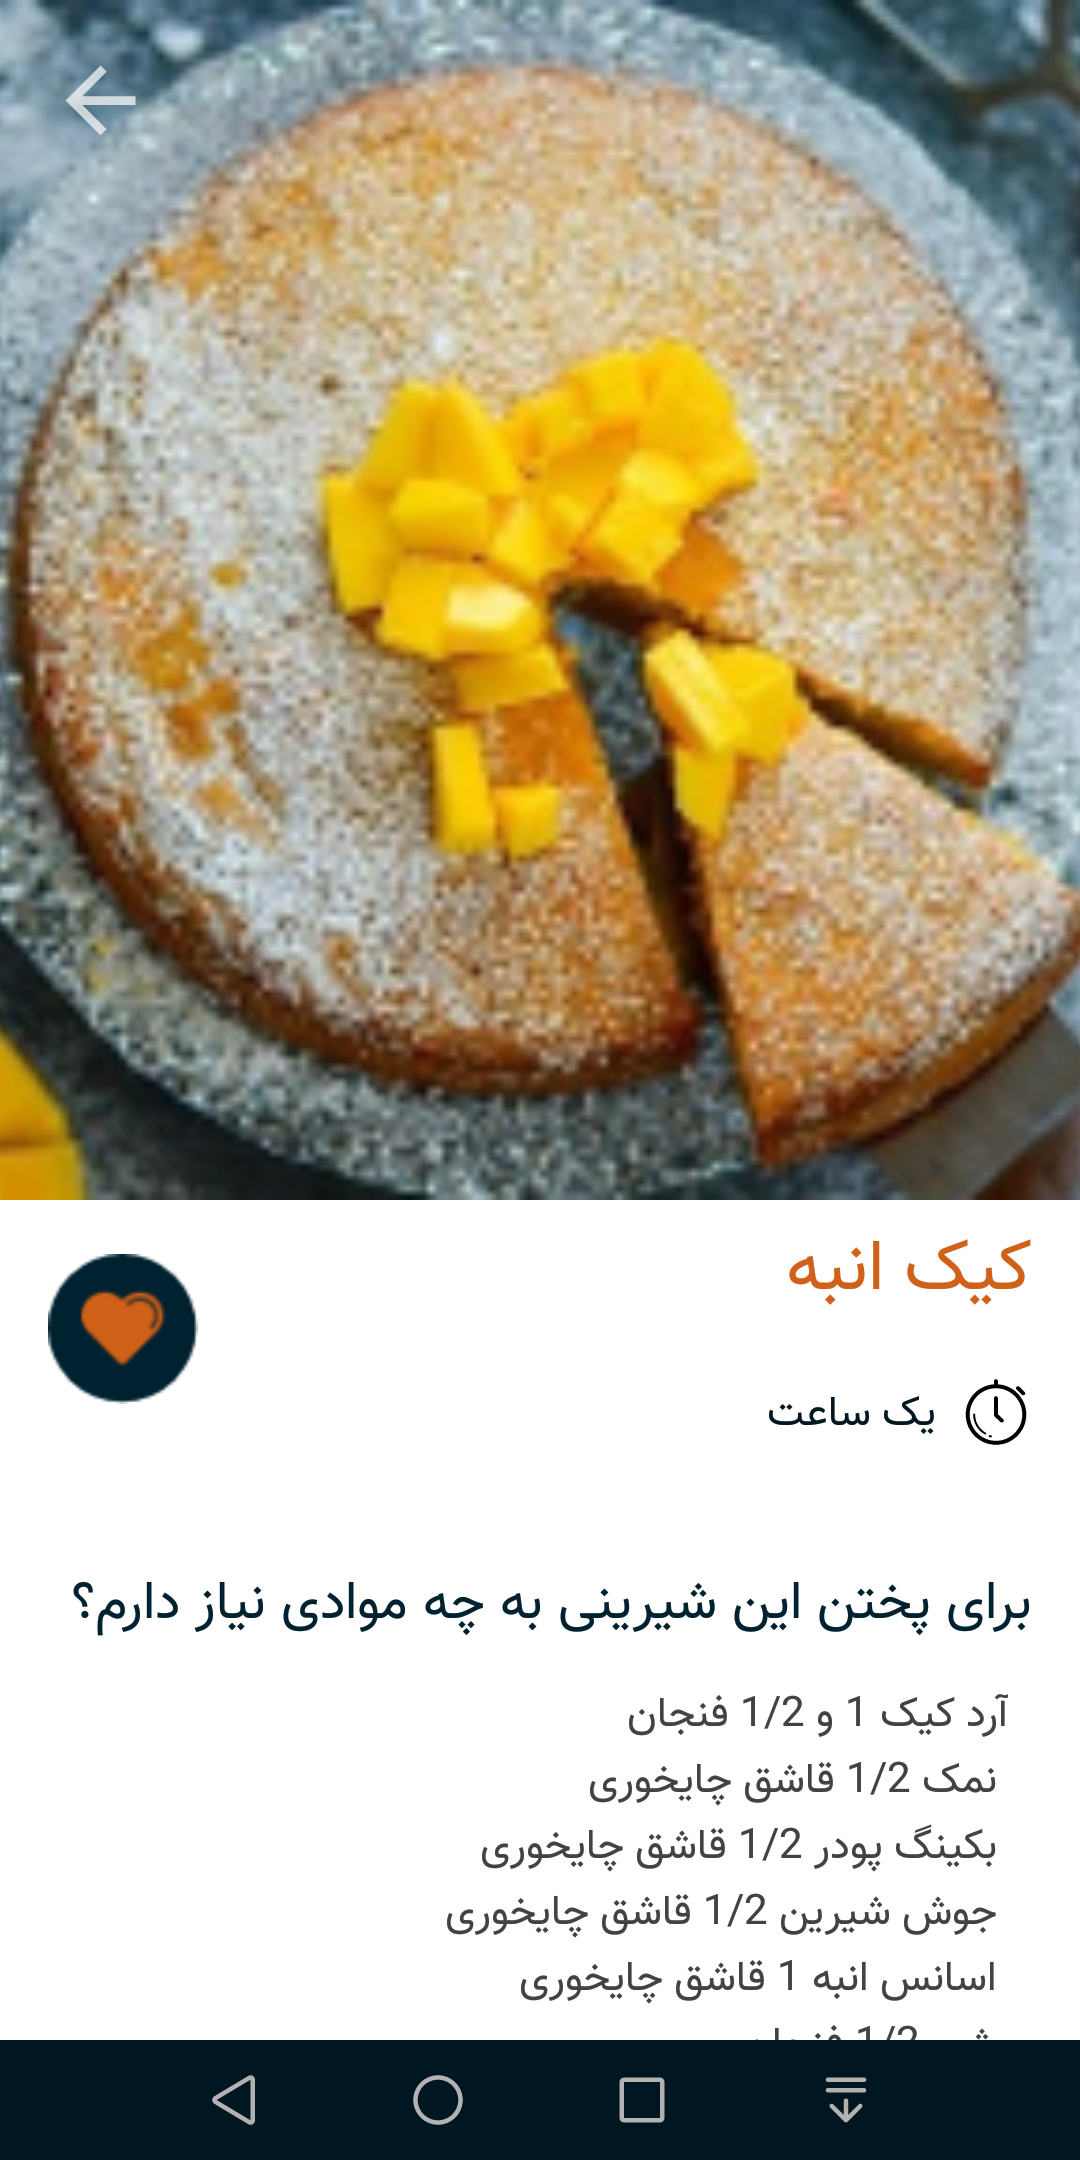 کیک انبه
یک ساعت
برای پختن این شیرینی به چه موادی نیاز دارم؟
آرد کیک 1 و 1/2 فنجان
نمک 1/2 قاشق چایخوری
بکینگ پودر 1/2 قاشق چایخوری
جوش شیرین 1/2 قاشق چایخوری
اسانس انبه 1 قاشق چایخوری